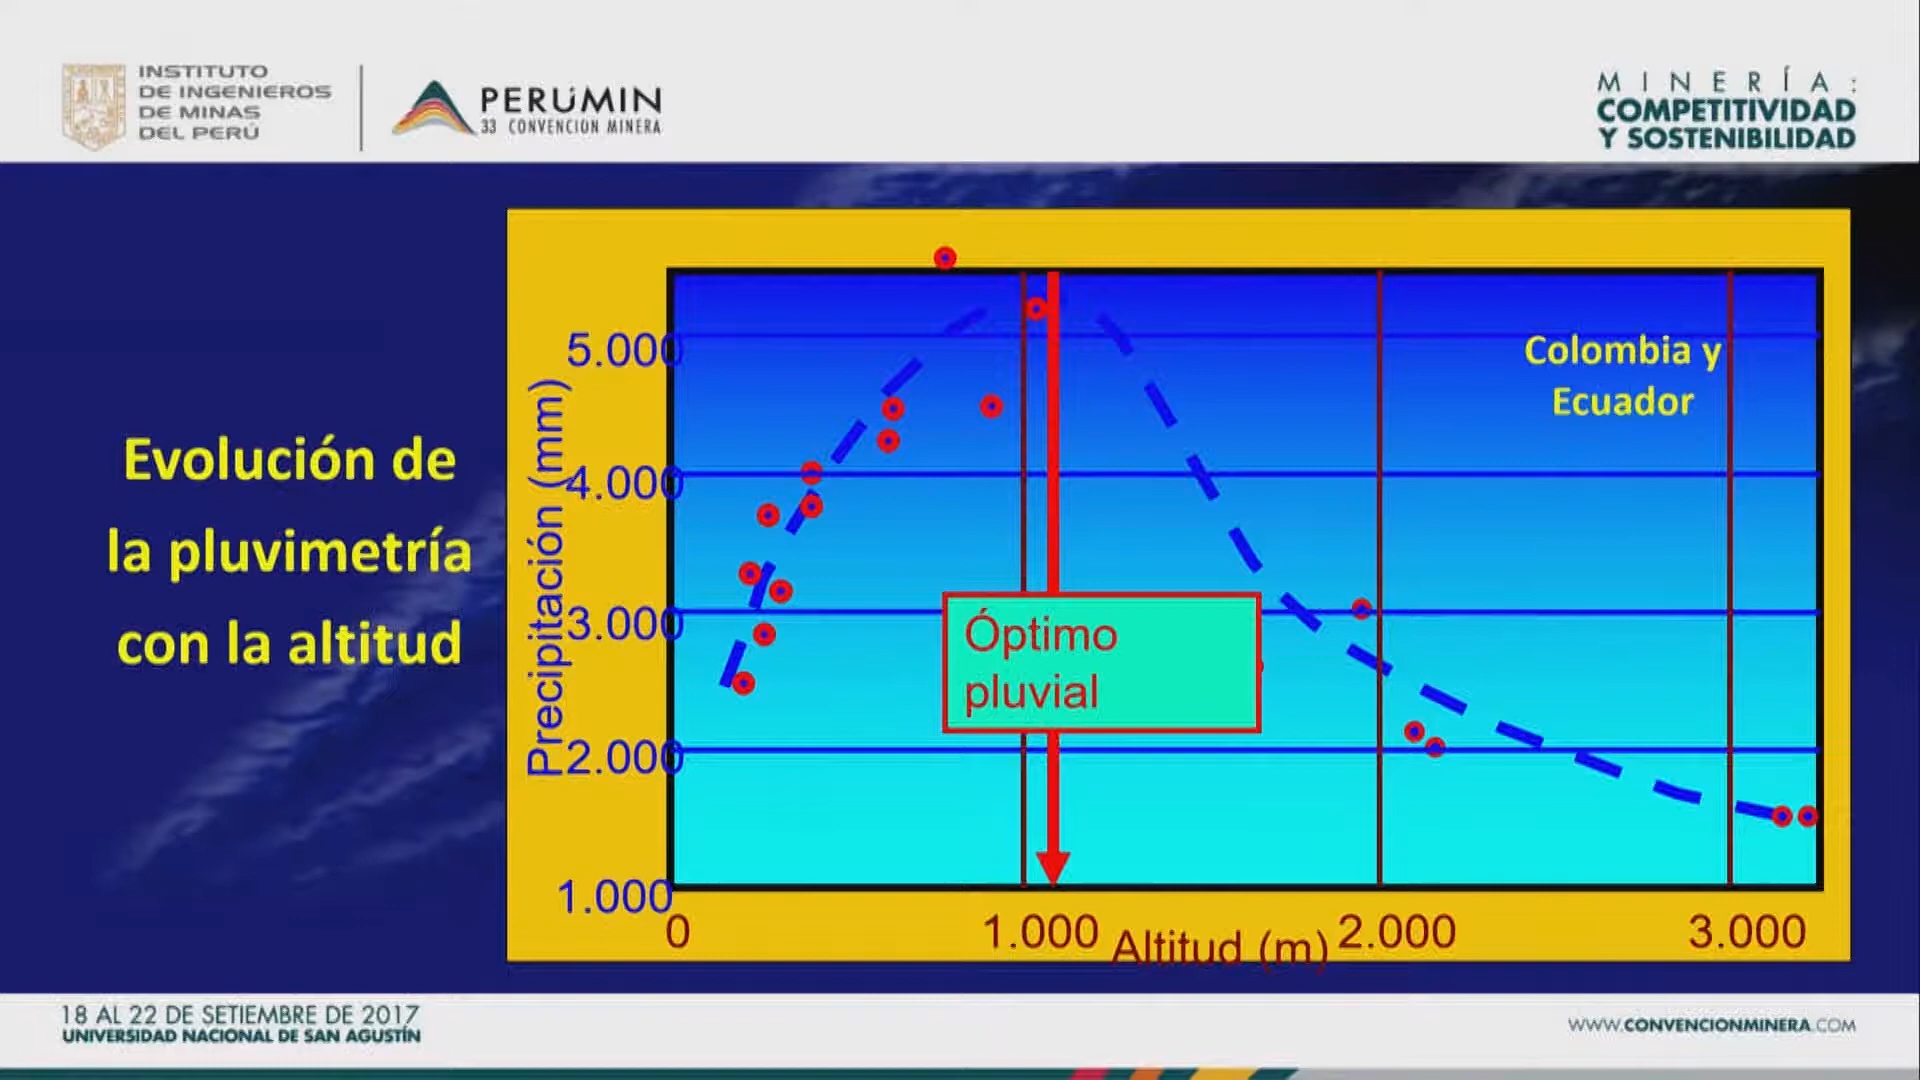 INSTITUTO
DE INGENIEROS
DE MINAS
DEL PERÚ
PERÚMIN
33 CONVENCION MINERA
MINERÍA:
COMPETITIVIDAD
Y SOSTENIBILIDAD
Evolución de
la pluvimetría
con la altitud
Precipitación (mm)
5.000
4.000
3.000
2.000
1.000
Colombia y
Ecuador
Óptimo
pluvial
0
1.000
2.000
3.000
Altitud (m)
18 AL 22 DE SETIEMBRE DE 2017
UNIVERSIDAD NACIONAL DE SAN AGUSTÍN
WWW.CONVENCIONMINERA.COM